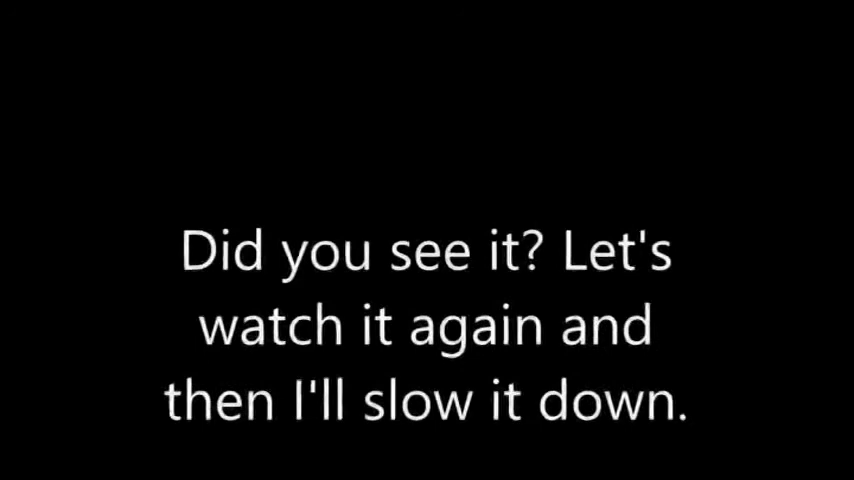 Did you see it? Let's
watch it again and
then I'll slow it down.